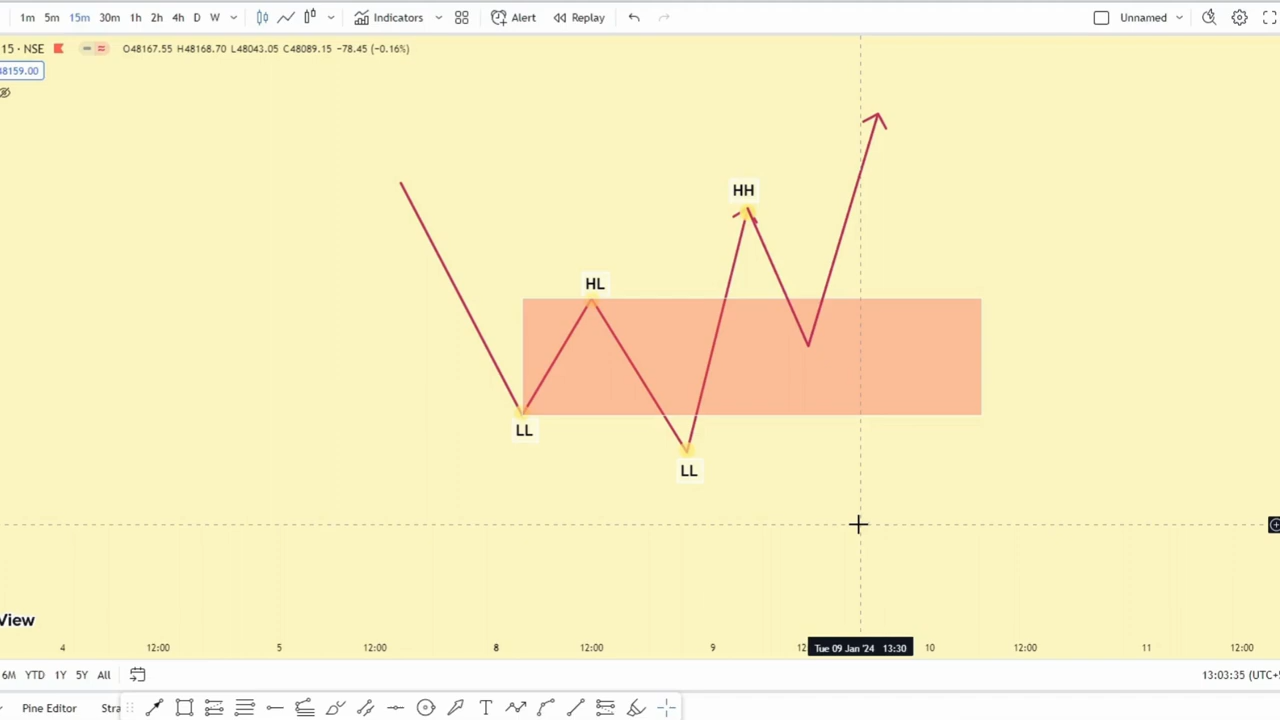 1m 5m 15m 30m 1h 2h 4h D W Indicators Alert Replay Unnamed
15 · NSE O48167.55 H48168.70 L48043.05 C48089.15 −78.45 (−0.16%)
48159.00
HH
HL
LL
LL
View
4 12:00 5 12:00 8 12:00 9 12 Tue 09 Jan '24 13:30 10 12:00 11 12:00
6M YTD 1Y 5Y All 13:03:35 (UTC+5
Pine Editor Stra